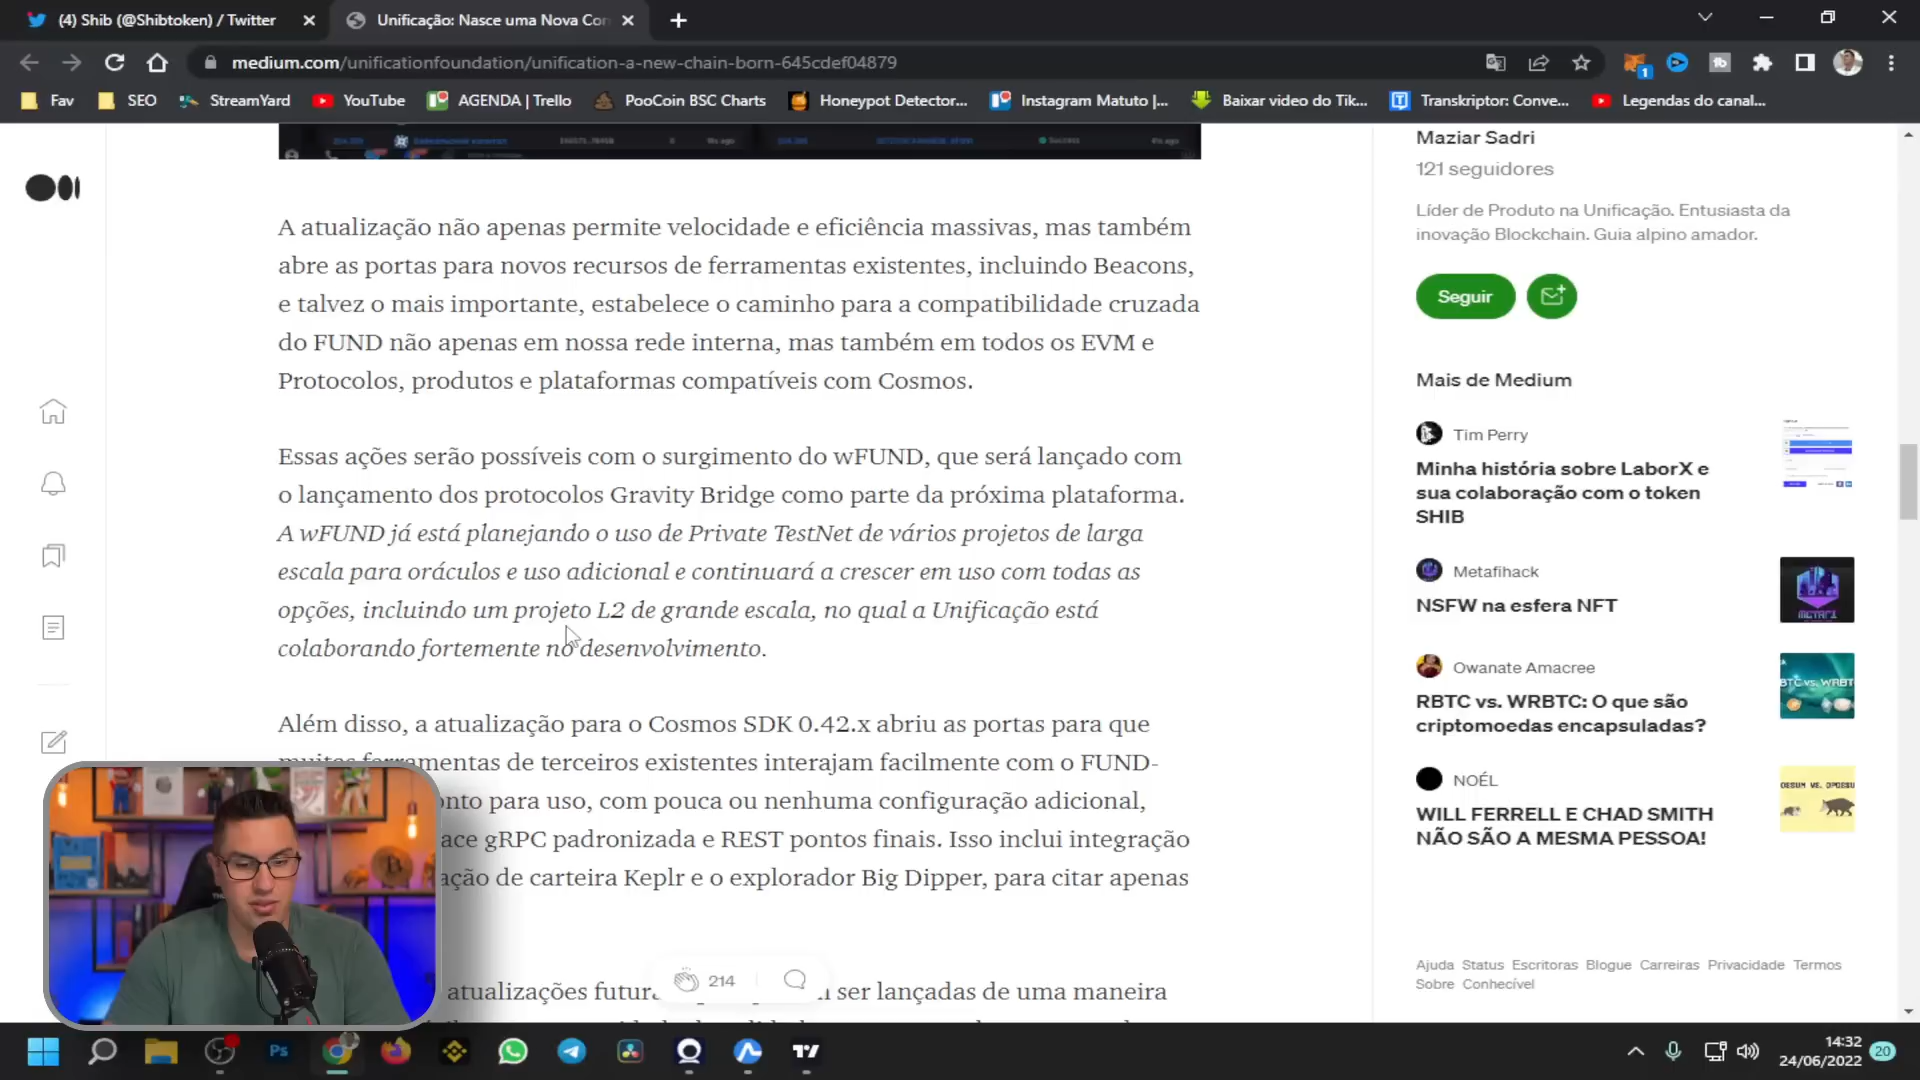 (4) Shib (@Shibtoken) / Twitter
Unificação: Nasce uma Nova Cor
medium.com/unificationfoundation/unification-a-new-chain-born-645cdef04879
1
Fav
SEO
StreamYard
YouTube
AGENDA | Trello
PooCoin BSC Charts
Honeypot Detector...
Instagram Matuto |...
Baixar video do Tik...
Transkriptor: Conve...
Legendas do canal...
A atualização não apenas permite velocidade e eficiência massivas, mas também
abre as portas para novos recursos de ferramentas existentes, incluindo Beacons,
e talvez o mais importante, estabelece o caminho para a compatibilidade cruzada
do FUND não apenas em nossa rede interna, mas também em todos os EVM e
Protocolos, produtos e plataformas compatíveis com Cosmos.
Essas ações serão possíveis com o surgimento do wFUND, que será lançado com
o lançamento dos protocolos Gravity Bridge como parte da próxima plataforma.
A wFUND já está planejando o uso de Private TestNet de vários projetos de larga
escala para oráculos e uso adicional e continuará a crescer em uso com todas as
opções, incluindo um projeto L2 de grande escala, no qual a Unificação está
colaborando fortemente no desenvolvimento.
Além disso, a atualização para o Cosmos SDK 0.42.x abriu as portas para que
muitas ferramentas de terceiros existentes interajam facilmente com o FUND-
onto para uso, com pouca ou nenhuma configuração adicional,
ace gRPC padronizada e REST pontos finais. Isso inclui integração
ação de carteira Keplr e o explorador Big Dipper, para citar apenas
atualizações futura
ser lançadas de uma maneira
214
Maziar Sadri
121 seguidores
Líder de Produto na Unificação. Entusiasta da
inovação Blockchain. Guia alpino amador.
Seguir
Mais de Medium
Tim Perry
Minha história sobre LaborX e
sua colaboração com o token
SHIB
Metafihack
NSFW na esfera NFT
Owanate Amacree
RBTC vs. WRBTC: O que são
criptomoedas encapsuladas?
NOÉL
WILL FERRELL E CHAD SMITH
NÃO SÃO A MESMA PESSOA!
Ajuda Status Escritoras Blogue Carreiras Privacidade Termos
Sobre Conhecível
Ps
14:32
24/06/2022
20